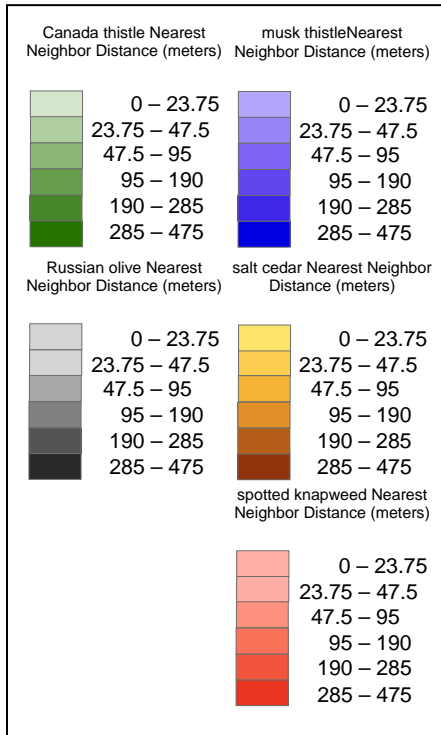 Canada thistle Nearest
Neighbor Distance (meters)
0 – 23.75
23.75 – 47.5
47.5 – 95
95 – 190
190 – 285
285 – 475
musk thistleNearest
Neighbor Distance (meters)
0 – 23.75
23.75 – 47.5
47.5 – 95
95 – 190
190 – 285
285 – 475
Russian olive Nearest
Neighbor Distance (meters)
0 – 23.75
23.75 – 47.5
47.5 – 95
95 – 190
190 – 285
285 – 475
salt cedar Nearest Neighbor
Distance (meters)
0 – 23.75
23.75 – 47.5
47.5 – 95
95 – 190
190 – 285
285 – 475
spotted knapweed Nearest
Neighbor Distance (meters)
0 – 23.75
23.75 – 47.5
47.5 – 95
95 – 190
190 – 285
285 – 475